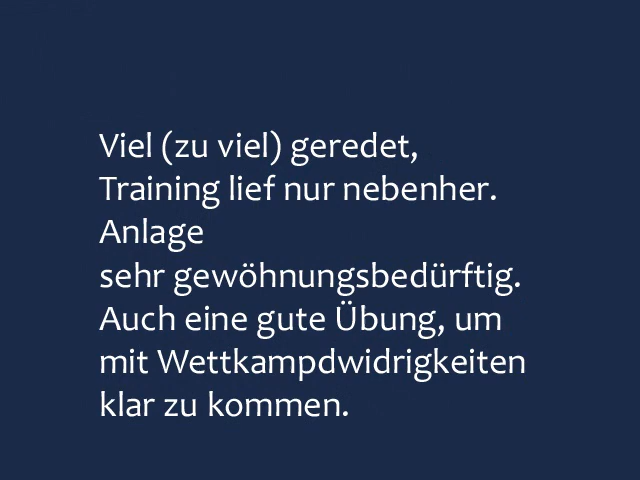 Viel (zu viel) geredet,
Training lief nur nebenher.
Anlage
sehr gewöhnungsbedürftig.
Auch eine gute Übung, um
mit Wettkampdwidrigkeiten
klar zu kommen.